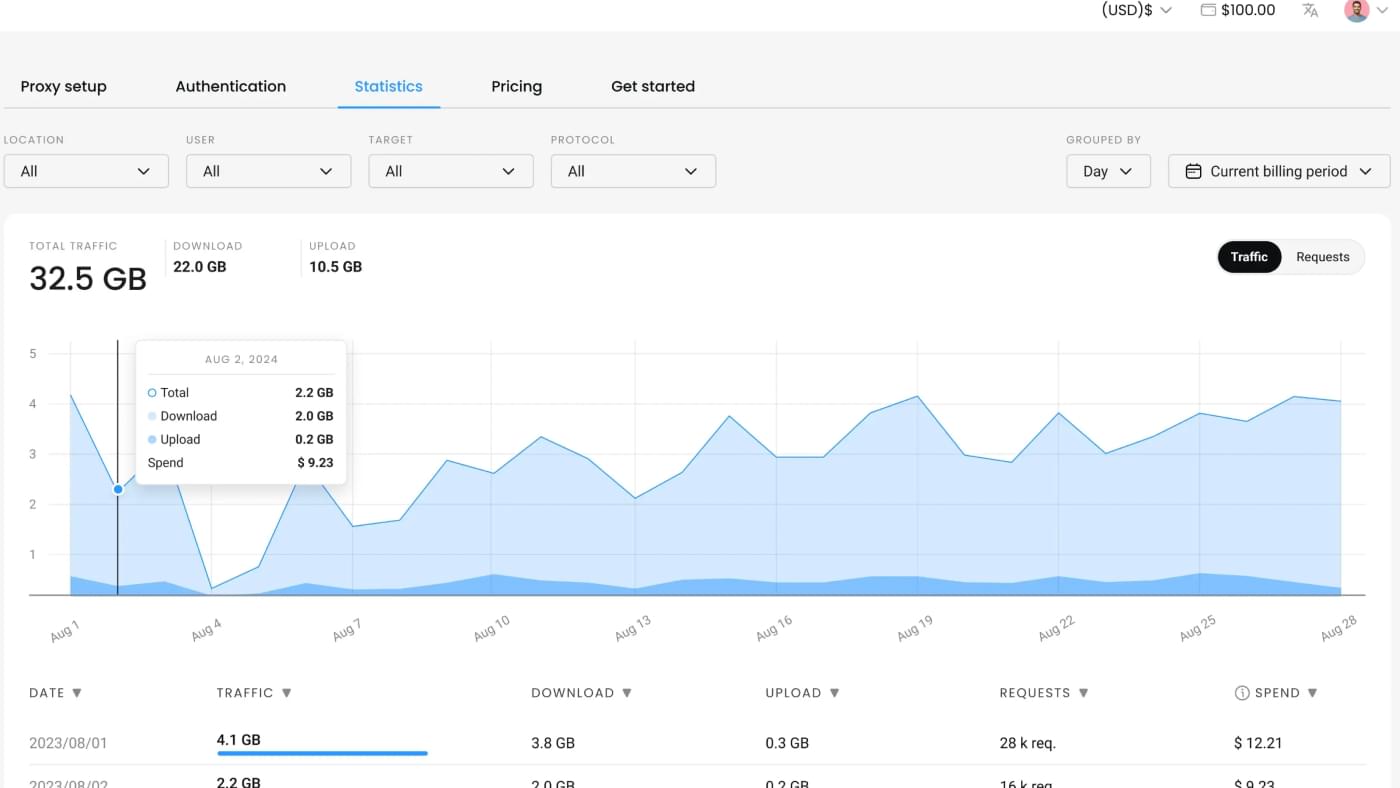 (USD)$ $100.00
Proxy setup Authentication Statistics Pricing Get started
LOCATION USER TARGET PROTOCOL GROUPED BY
All All All All Day Current billing period
TOTAL TRAFFIC DOWNLOAD UPLOAD
32.5 GB 22.0 GB 10.5 GB
Traffic Requests
AUG 2, 2024
Total 2.2 GB
Download 2.0 GB
Upload 0.2 GB
Spend $ 9.23
5
4
3
2
1
Aug 1 Aug 4 Aug 7 Aug 10 Aug 13 Aug 16 Aug 19 Aug 22 Aug 25 Aug 28
DATE TRAFFIC DOWNLOAD UPLOAD REQUESTS SPEND
2023/08/01 4.1 GB 3.8 GB 0.3 GB 28 k req. $ 12.21
2023/08/02 2.2 GB 2.0 GB 0.2 GB 16 k req. $ 9.23